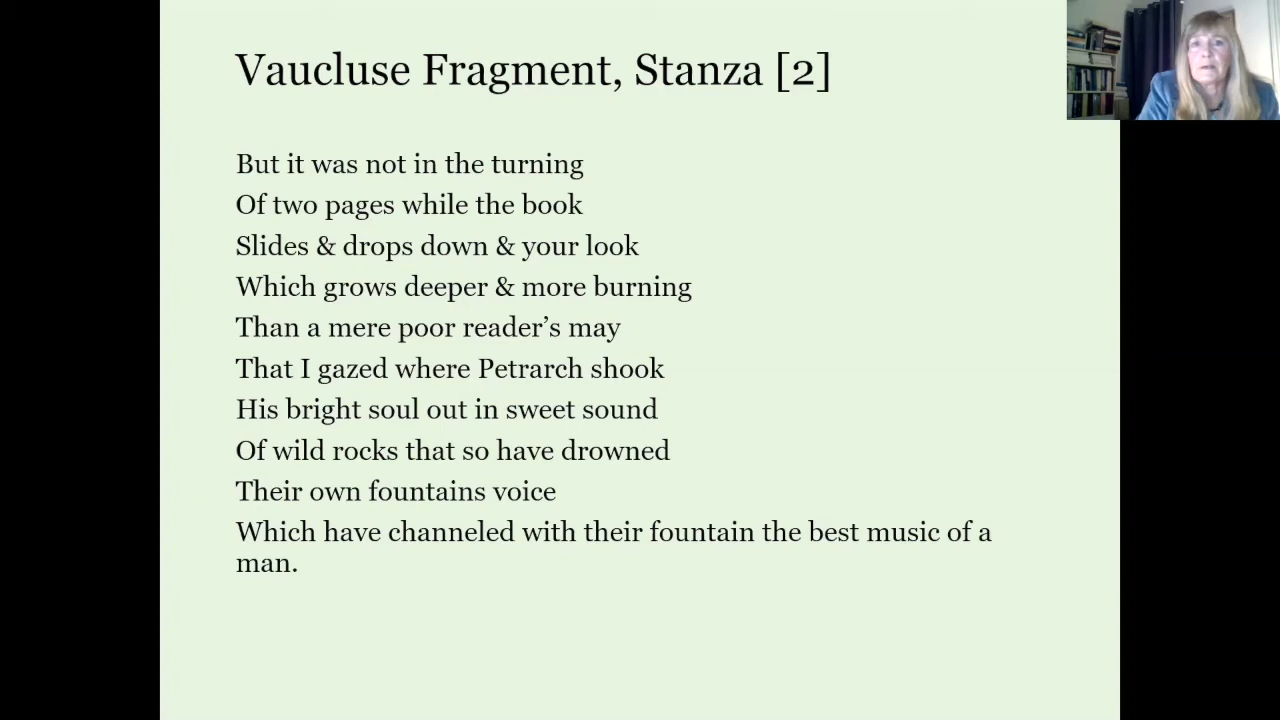 Vaucluse Fragment, Stanza [2]
But it was not in the turning
Of two pages while the book
Slides & drops down & your look
Which grows deeper & more burning
Than a mere poor reader’s may
That I gazed where Petrarch shook
His bright soul out in sweet sound
Of wild rocks that so have drowned
Their own fountains voice
Which have channeled with their fountain the best music of a
man.